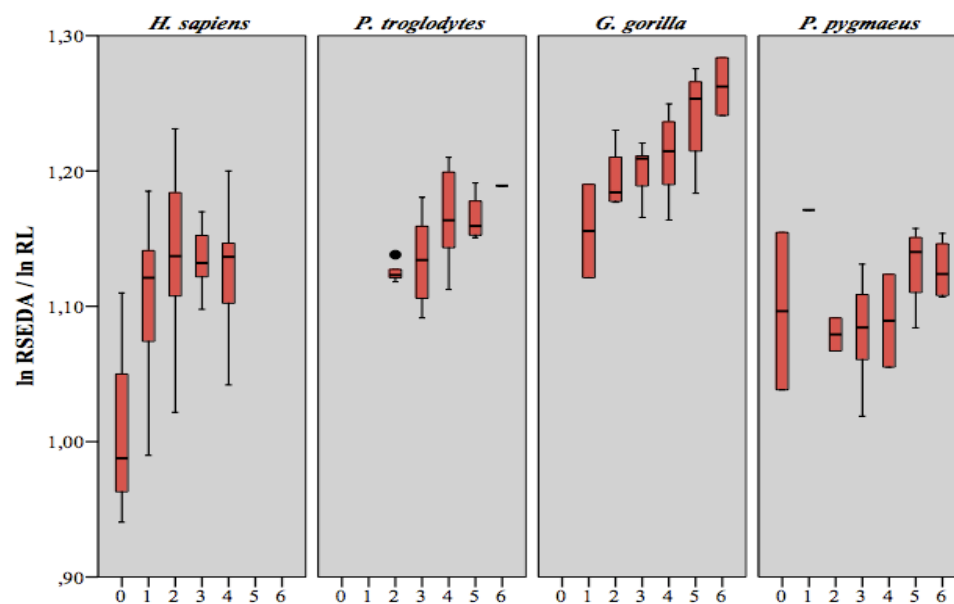 H. sapiens P. troglodytes G. gorilla P. pygmaeus
ln RSEDA / ln RL
1,30
1,20
1,10
1,00
,90
0 1 2 3 4 5 6 0 1 2 3 4 5 6 0 1 2 3 4 5 6 0 1 2 3 4 5 6